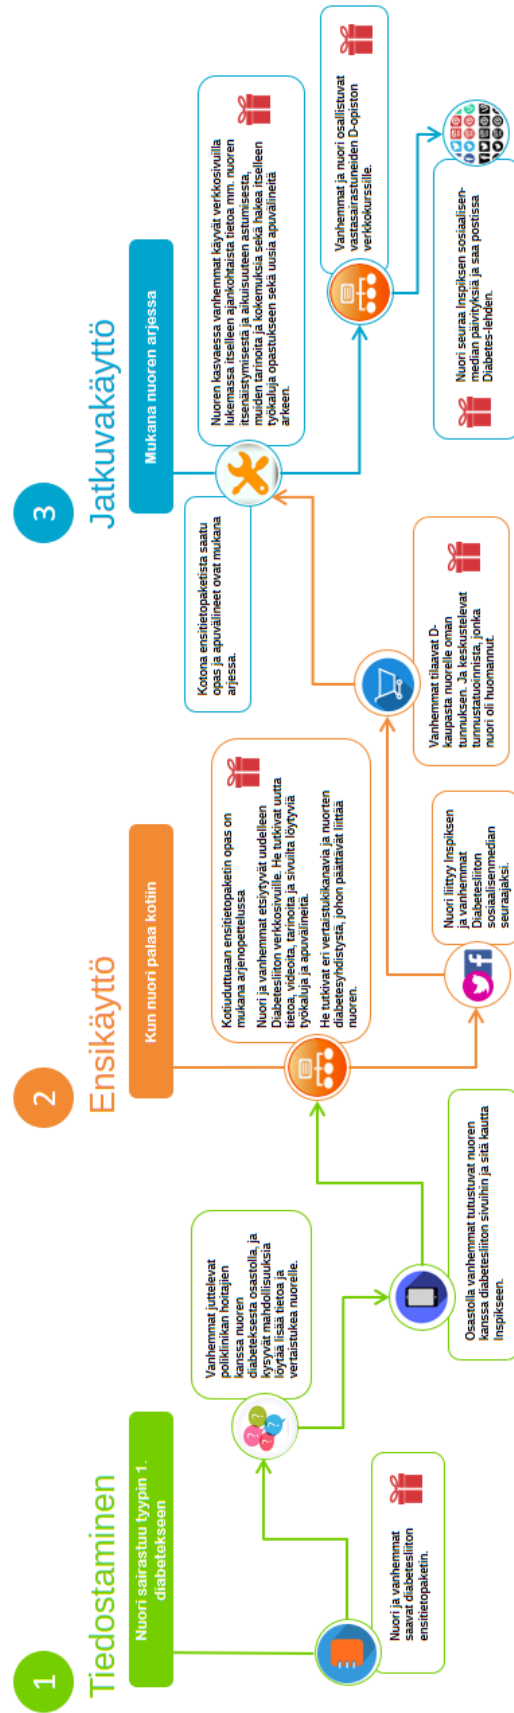 1
Tiedostaminen
Nuori sairastuu tyypin 1.
diabetekseen
Nuori ja vanhemmat
saavat diabetesliiton
ensitietopaketin.
Vanhemmat juttelevat
poliklinikan hoitajien
kanssa nuoren
diabeteksesta osastolla, ja
kysyvät mahdollisuuksia
löytää lisää tietoa ja
vertaistukea nuorelle.
Osastolla vanhemmat tutustuvat nuoren
kanssa diabetesliiton sivuihin ja sitä kautta
Inspikseen.
2
Ensikäyttö
Kun nuori palaa kotiin
Kotiuduttuaan ensitietopaketin opas on
mukana arjenopettelussa
Nuori ja vanhemmat etsiytyvät uudelleen
Diabetesliiton verkkosivuille. He tutkivat uutta
tietoa, videoita, tarinoita ja sivuilta löytyviä
työkaluja ja apuvälineitä.
He tutkivat eri vertaistukikanavia ja nuorten
diabetesyhdistystä, johon päättävät liittää
nuoren.
Nuori liittyy Inspiksen
ja vanhemmat
Diabetesliiton
sosiaalisenmedian
seuraajaksi.
Vanhemmat tilaavat D-
kaupasta nuorelle oman
tunnuksen. Ja keskustelevat
tunnustatuoinnista, jonka
nuori oli huomannut.
3
Jatkuvakäyttö
Mukana nuoren arjessa
Kotona ensitietopaketista saatu
opas ja apuvälineet ovat mukana
arjessa.
Nuoren kasvaessa vanhemmat käyvät verkkosivuilla
lukemassa itselleen ajankohtaista tietoa mm. nuoren
itsenäistymisestä ja aikuisuuteen astumisesta,
muiden tarinoita ja kokemuksia sekä hakea itselleen
työkaluja opastukseen sekä uusia apuvälineitä
arkeen.
Vanhemmat ja nuori osallistuvat
vastasairastuneiden D-opiston
verkkokurssille.
Nuori seuraa Inspiksen sosiaalisen-
median päivityksiä ja saa postissa
Diabetes-lehden.